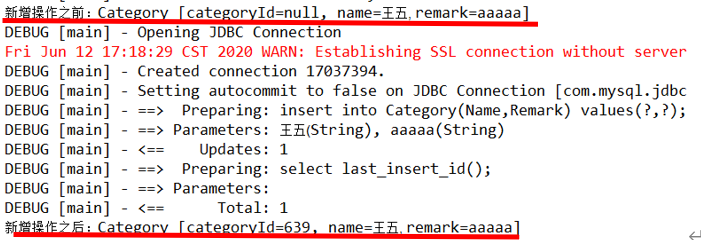 新增操作之前: Category [categoryId=null, name=王五, remark=aaaaa]
DEBUG [main] - Opening JDBC Connection
Fri Jun 12 17:18:29 CST 2020 WARN: Establishing SSL connection without server
DEBUG [main] - Created connection 17037394.
DEBUG [main] - Setting autocommit to false on JDBC Connection [com.mysql.jdbc
DEBUG [main] - ==>  Preparing: insert into Category(Name,Remark) values(?,?);
DEBUG [main] - ==> Parameters: 王五(String), aaaaa(String)
DEBUG [main] - <==    Updates: 1
DEBUG [main] - ==>  Preparing: select last_insert_id();
DEBUG [main] - ==> Parameters:
DEBUG [main] - <==      Total: 1
新增操作之后: Category [categoryId=639, name=王五, remark=aaaaa]